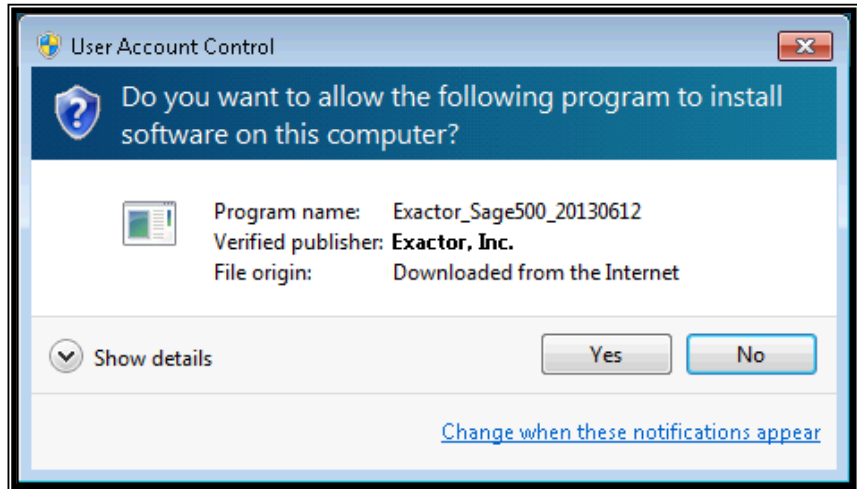 User Account Control
Do you want to allow the following program to install
software on this computer?
Program name: Exactor_Sage500_20130612
Verified publisher: Exactor, Inc.
File origin: Downloaded from the Internet
Show details
Yes
No
Change when these notifications appear